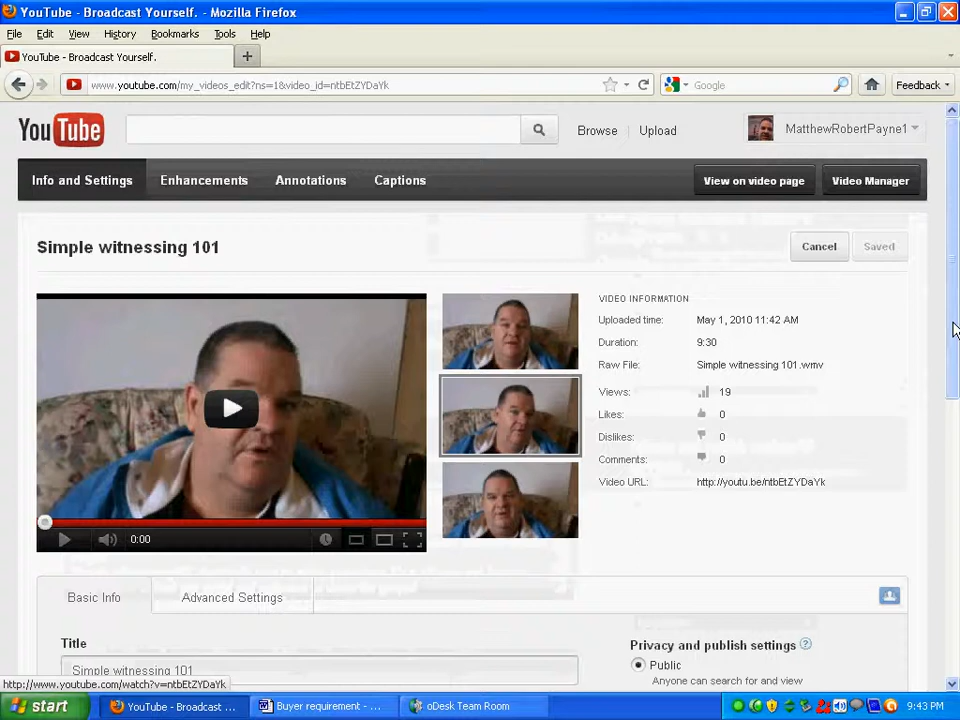 YouTube - Broadcast Yourself. - Mozilla Firefox
File Edit View History Bookmarks Tools Help
YouTube - Broadcast Yourself.
www.youtube.com/my_videos_edit?ns=1&video_id=ntbEtZYDaYk
Google
Feedback
YouTube
Browse
Upload
MatthewRobertPayne1
Info and Settings
Enhancements
Annotations
Captions
View on video page
Video Manager
Simple witnessing 101
Cancel
Saved
VIDEO INFORMATION
Uploaded time: May 1, 2010 11:42 AM
Duration: 9:30
Raw File: Simple witnessing 101.wmv
Views: 19
Likes: 0
Dislikes: 0
Comments: 0
Video URL: http://youtu.be/ntbEtZYDaYk
0:00
Basic Info
Advanced Settings
Title
Simple witnessing 101
Privacy and publish settings ?
Public
Anyone can search for and view
http://www.youtube.com/watch?v=ntbEtZYDaYk
start
YouTube - Broadcast ...
Buyer requirement - ...
oDesk Team Room
9:43 PM